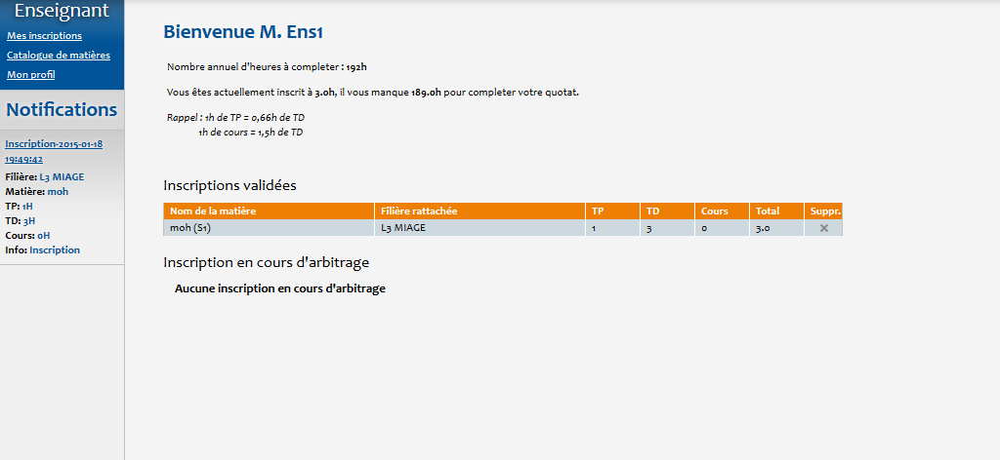 Enseignant
Mes inscriptions
Catalogue de matières
Mon profil
Notifications
Inscription-2015-01-18
19:49:42
Filière: L3 MIAGE
Matière: moh
TP: 1H
TD: 3H
Cours: 0H
Info: Inscription
Bienvenue M. Ens1
Nombre annuel d'heures à completer : 192h
Vous êtes actuellement inscrit à 3.0h, il vous manque 189.0h pour completer votre quotat.
Rappel : 1h de TP = 0,66h de TD
1h de cours = 1,5h de TD
Inscriptions validées
Nom de la matière Filière rattachée TP TD Cours Total Suppr.
moh (S1) L3 MIAGE 1 3 0 3.0
Inscription en cours d'arbitrage
Aucune inscription en cours d'arbitrage